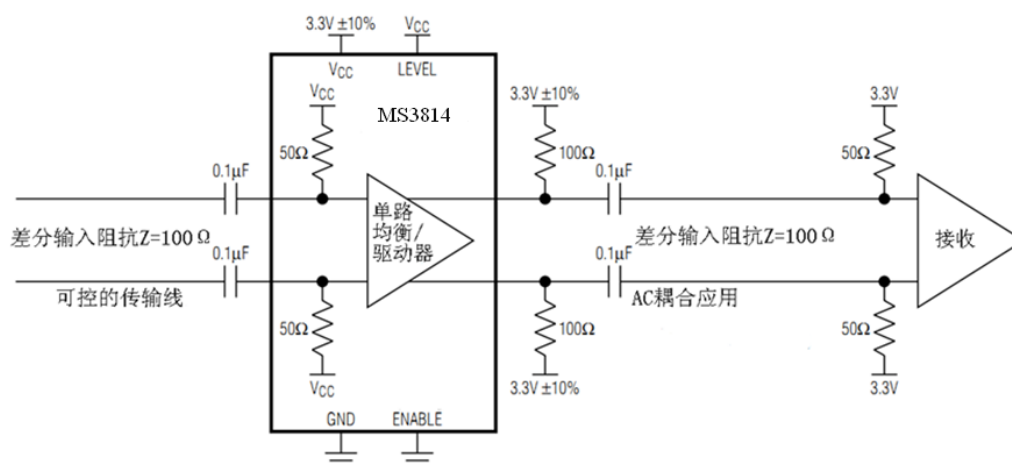 3.3V ±10%
VCC
VCC
LEVEL
VCC
MS3814
3.3V ±10%
3.3V
50Ω
100Ω
50Ω
0.1μF
0.1μF
单路
均衡/
驱动器
差分输入阻抗Z=100Ω
差分输入阻抗Z=100Ω
接收
0.1μF
0.1μF
可控的传输线
AC耦合应用
50Ω
100Ω
50Ω
VCC
3.3V ±10%
3.3V
GND
ENABLE